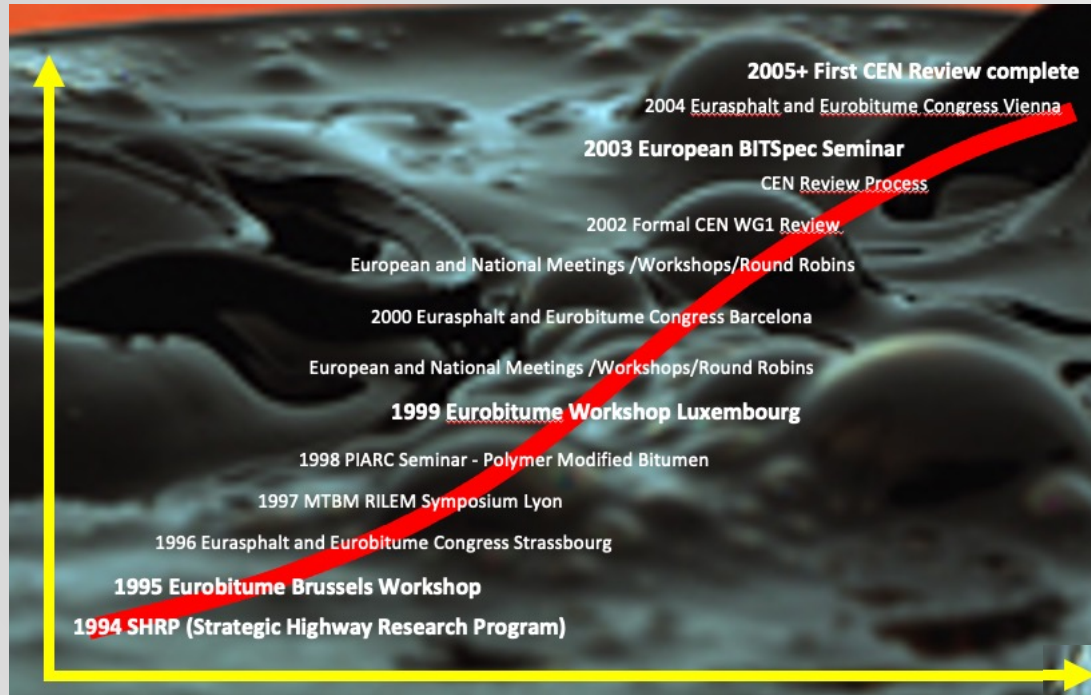 2005+ First CEN Review complete
2004 Eurasphalt and Eurobitume Congress Vienna
2003 European BITSpec Seminar
CEN Review Process
2002 Formal CEN WG1 Review
European and National Meetings /Workshops/Round Robins
2000 Eurasphalt and Eurobitume Congress Barcelona
European and National Meetings /Workshops/Round Robins
1999 Eurobitume Workshop Luxembourg
1998 PIARC Seminar - Polymer Modified Bitumen
1997 MTBM RILEM Symposium Lyon
1996 Eurasphalt and Eurobitume Congress Strassbourg
1995 Eurobitume Brussels Workshop
1994 SHRP (Strategic Highway Research Program)